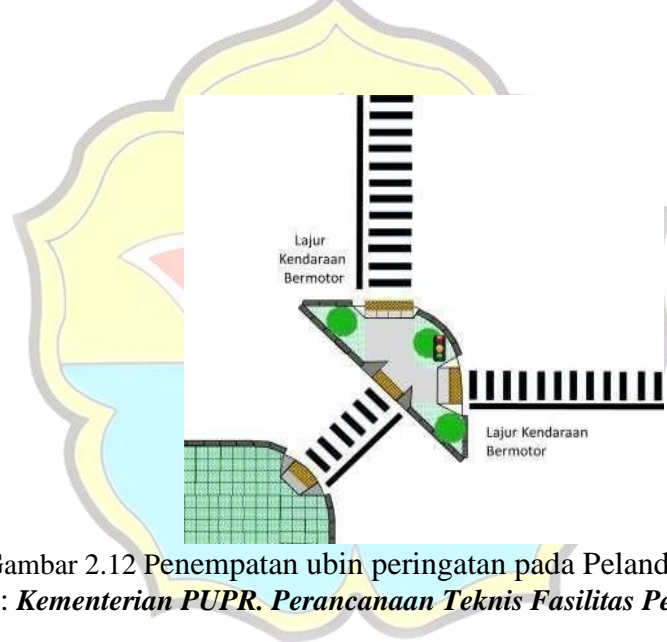 Lajur
Kendaraan
Bermotor
Lajur Kendaraan
Bermotor
Gambar 2.12 Penempatan ubin peringatan pada Peland
: Kementerian PUPR. Perancanaan Teknis Fasilitas Pe